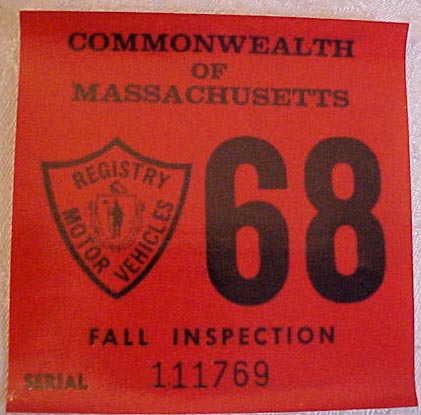 COMMONWEALTH
OF
MASSACHUSETTS
REGISTRY
MOTOR VEHICLES
68
FALL INSPECTION
SERIAL 111769